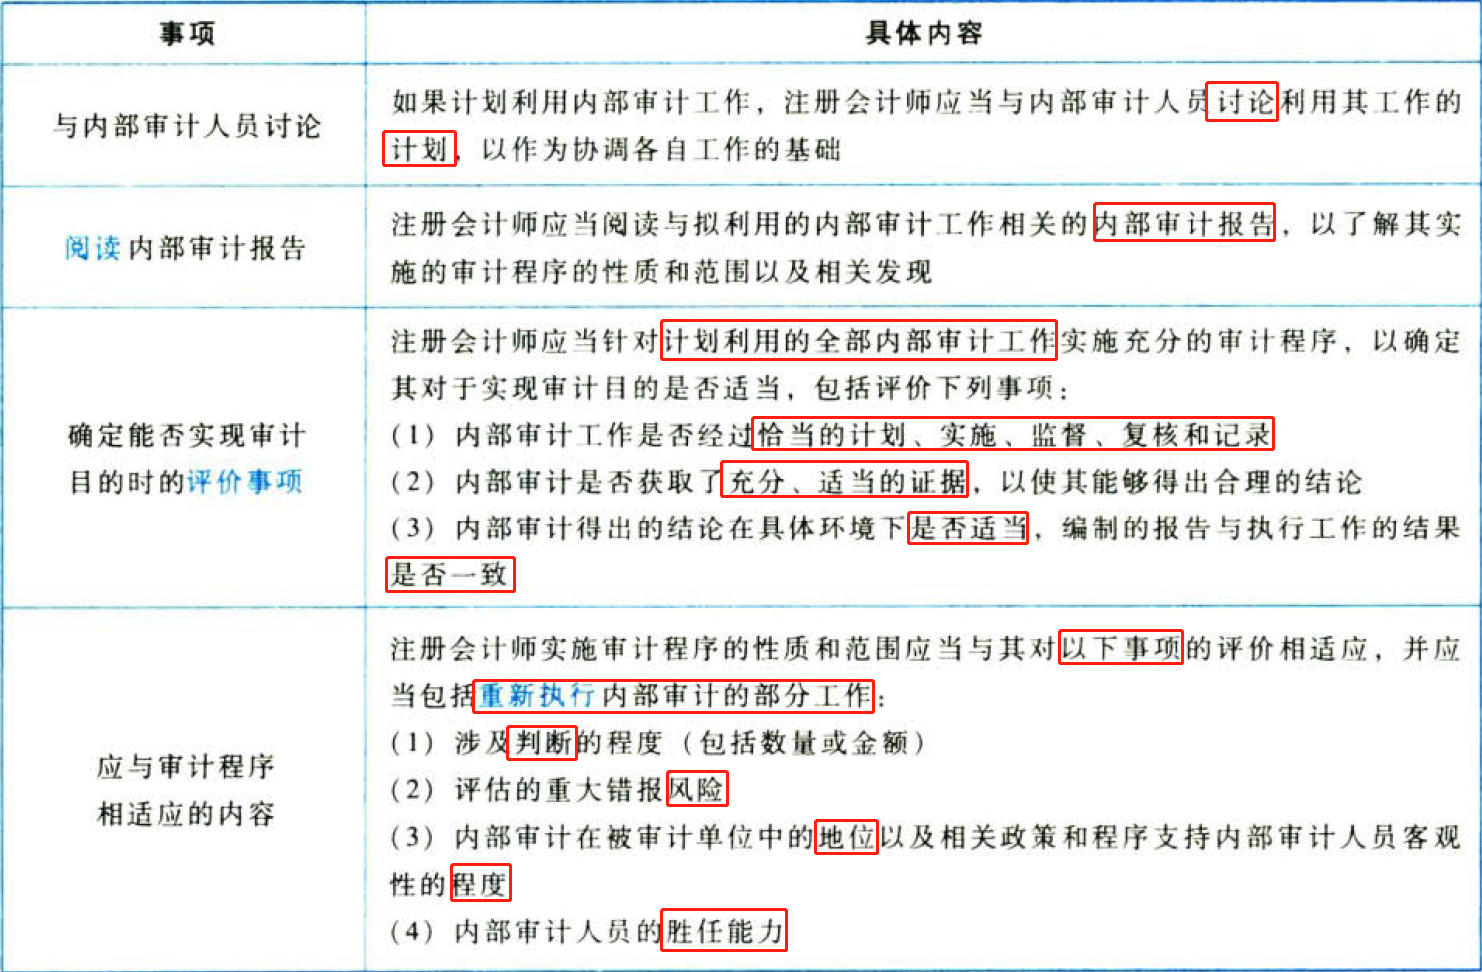 事项
具体内容
与内部审计人员讨论
如果计划利用内部审计工作，注册会计师应当与内部审计人员讨论利用其工作的
计划，以作为协调各自工作的基础
阅读内部审计报告
注册会计师应当阅读与拟利用的内部审计工作相关的内部审计报告，以了解其实
施的审计程序的性质和范围以及相关发现
确定能否实现审计
目的时的评价事项
注册会计师应当针对计划利用的全部内部审计工作实施充分的审计程序，以确定
其对于实现审计目的是否适当，包括评价下列事项：
（1）内部审计工作是否经过恰当的计划、实施、监督、复核和记录
（2）内部审计是否获取了充分、适当的证据，以使其能够得出合理的结论
（3）内部审计得出的结论在具体环境下是否适当，编制的报告与执行工作的结果
是否一致
应与审计程序
相适应的内容
注册会计师实施审计程序的性质和范围应当与其对以下事项的评价相适应，并应
当包括重新执行内部审计的部分工作：
（1）涉及判断的程度（包括数量或金额）
（2）评估的重大错报风险
（3）内部审计在被审计单位中的地位以及相关政策和程序支持内部审计人员客观
性的程度
（4）内部审计人员的胜任能力